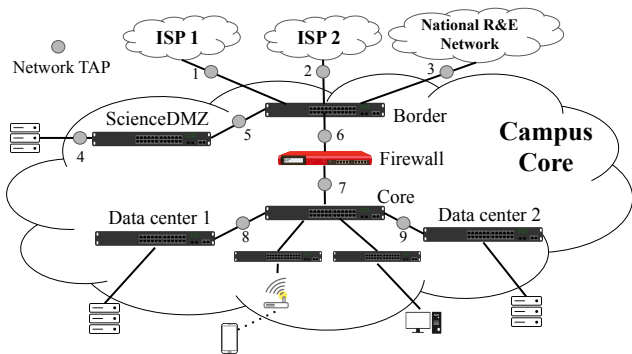 ISP 1
ISP 2
National R&E
Network
Network TAP
1
2
3
ScienceDMZ
Border
4
5
6
Firewall
Campus
Core
7
Core
Data center 1
8
9
Data center 2